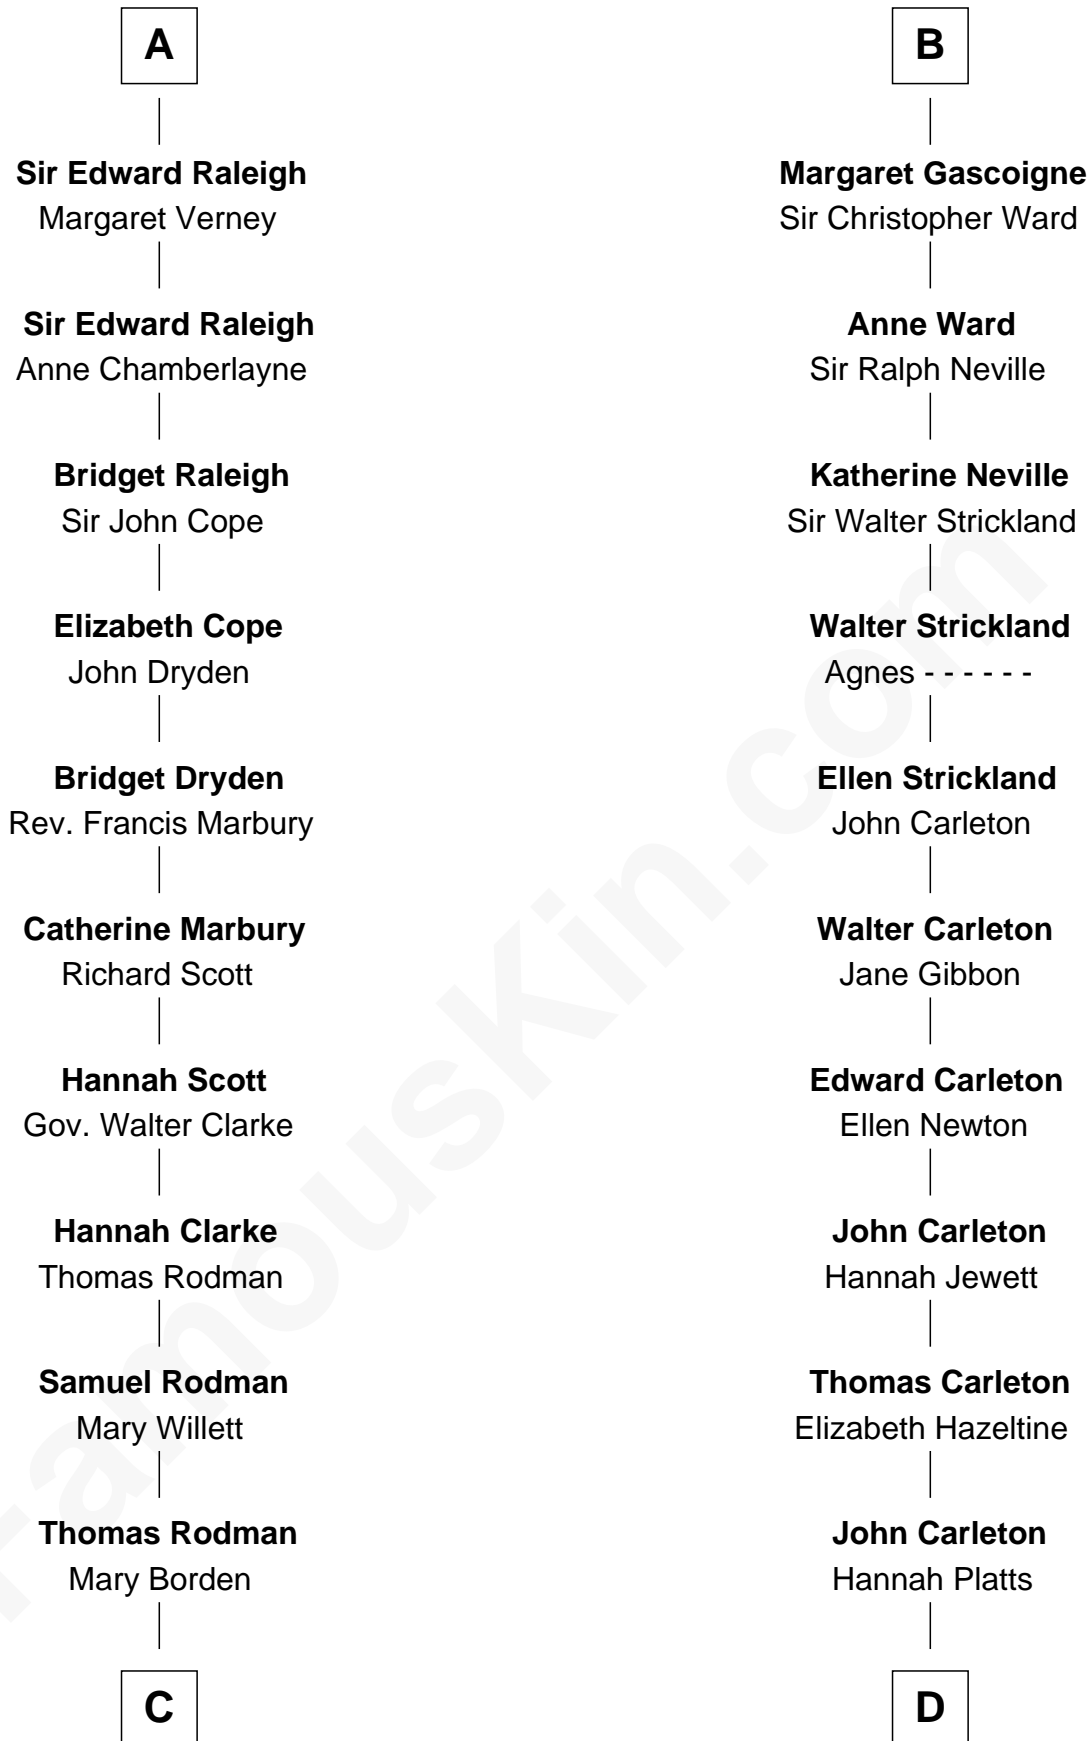 A
Sir Edward Raleigh
Margaret Verney
Sir Edward Raleigh
Anne Chamberlayne
Bridget Raleigh
Sir John Cope
Elizabeth Cope
John Dryden
Bridget Dryden
Rev. Francis Marbury
Catherine Marbury
Richard Scott
Hannah Scott
Gov. Walter Clarke
Hannah Clarke
Thomas Rodman
Samuel Rodman
Mary Willett
Thomas Rodman
Mary Borden
C
B
Margaret Gascoigne
Sir Christopher Ward
Anne Ward
Sir Ralph Neville
Katherine Neville
Sir Walter Strickland
Walter Strickland
Agnes - - - - - -
Ellen Strickland
John Carleton
Walter Carleton
Jane Gibbon
Edward Carleton
Ellen Newton
John Carleton
Hannah Jewett
Thomas Carleton
Elizabeth Hazeltine
John Carleton
Hannah Platts
D
FamousKin.com